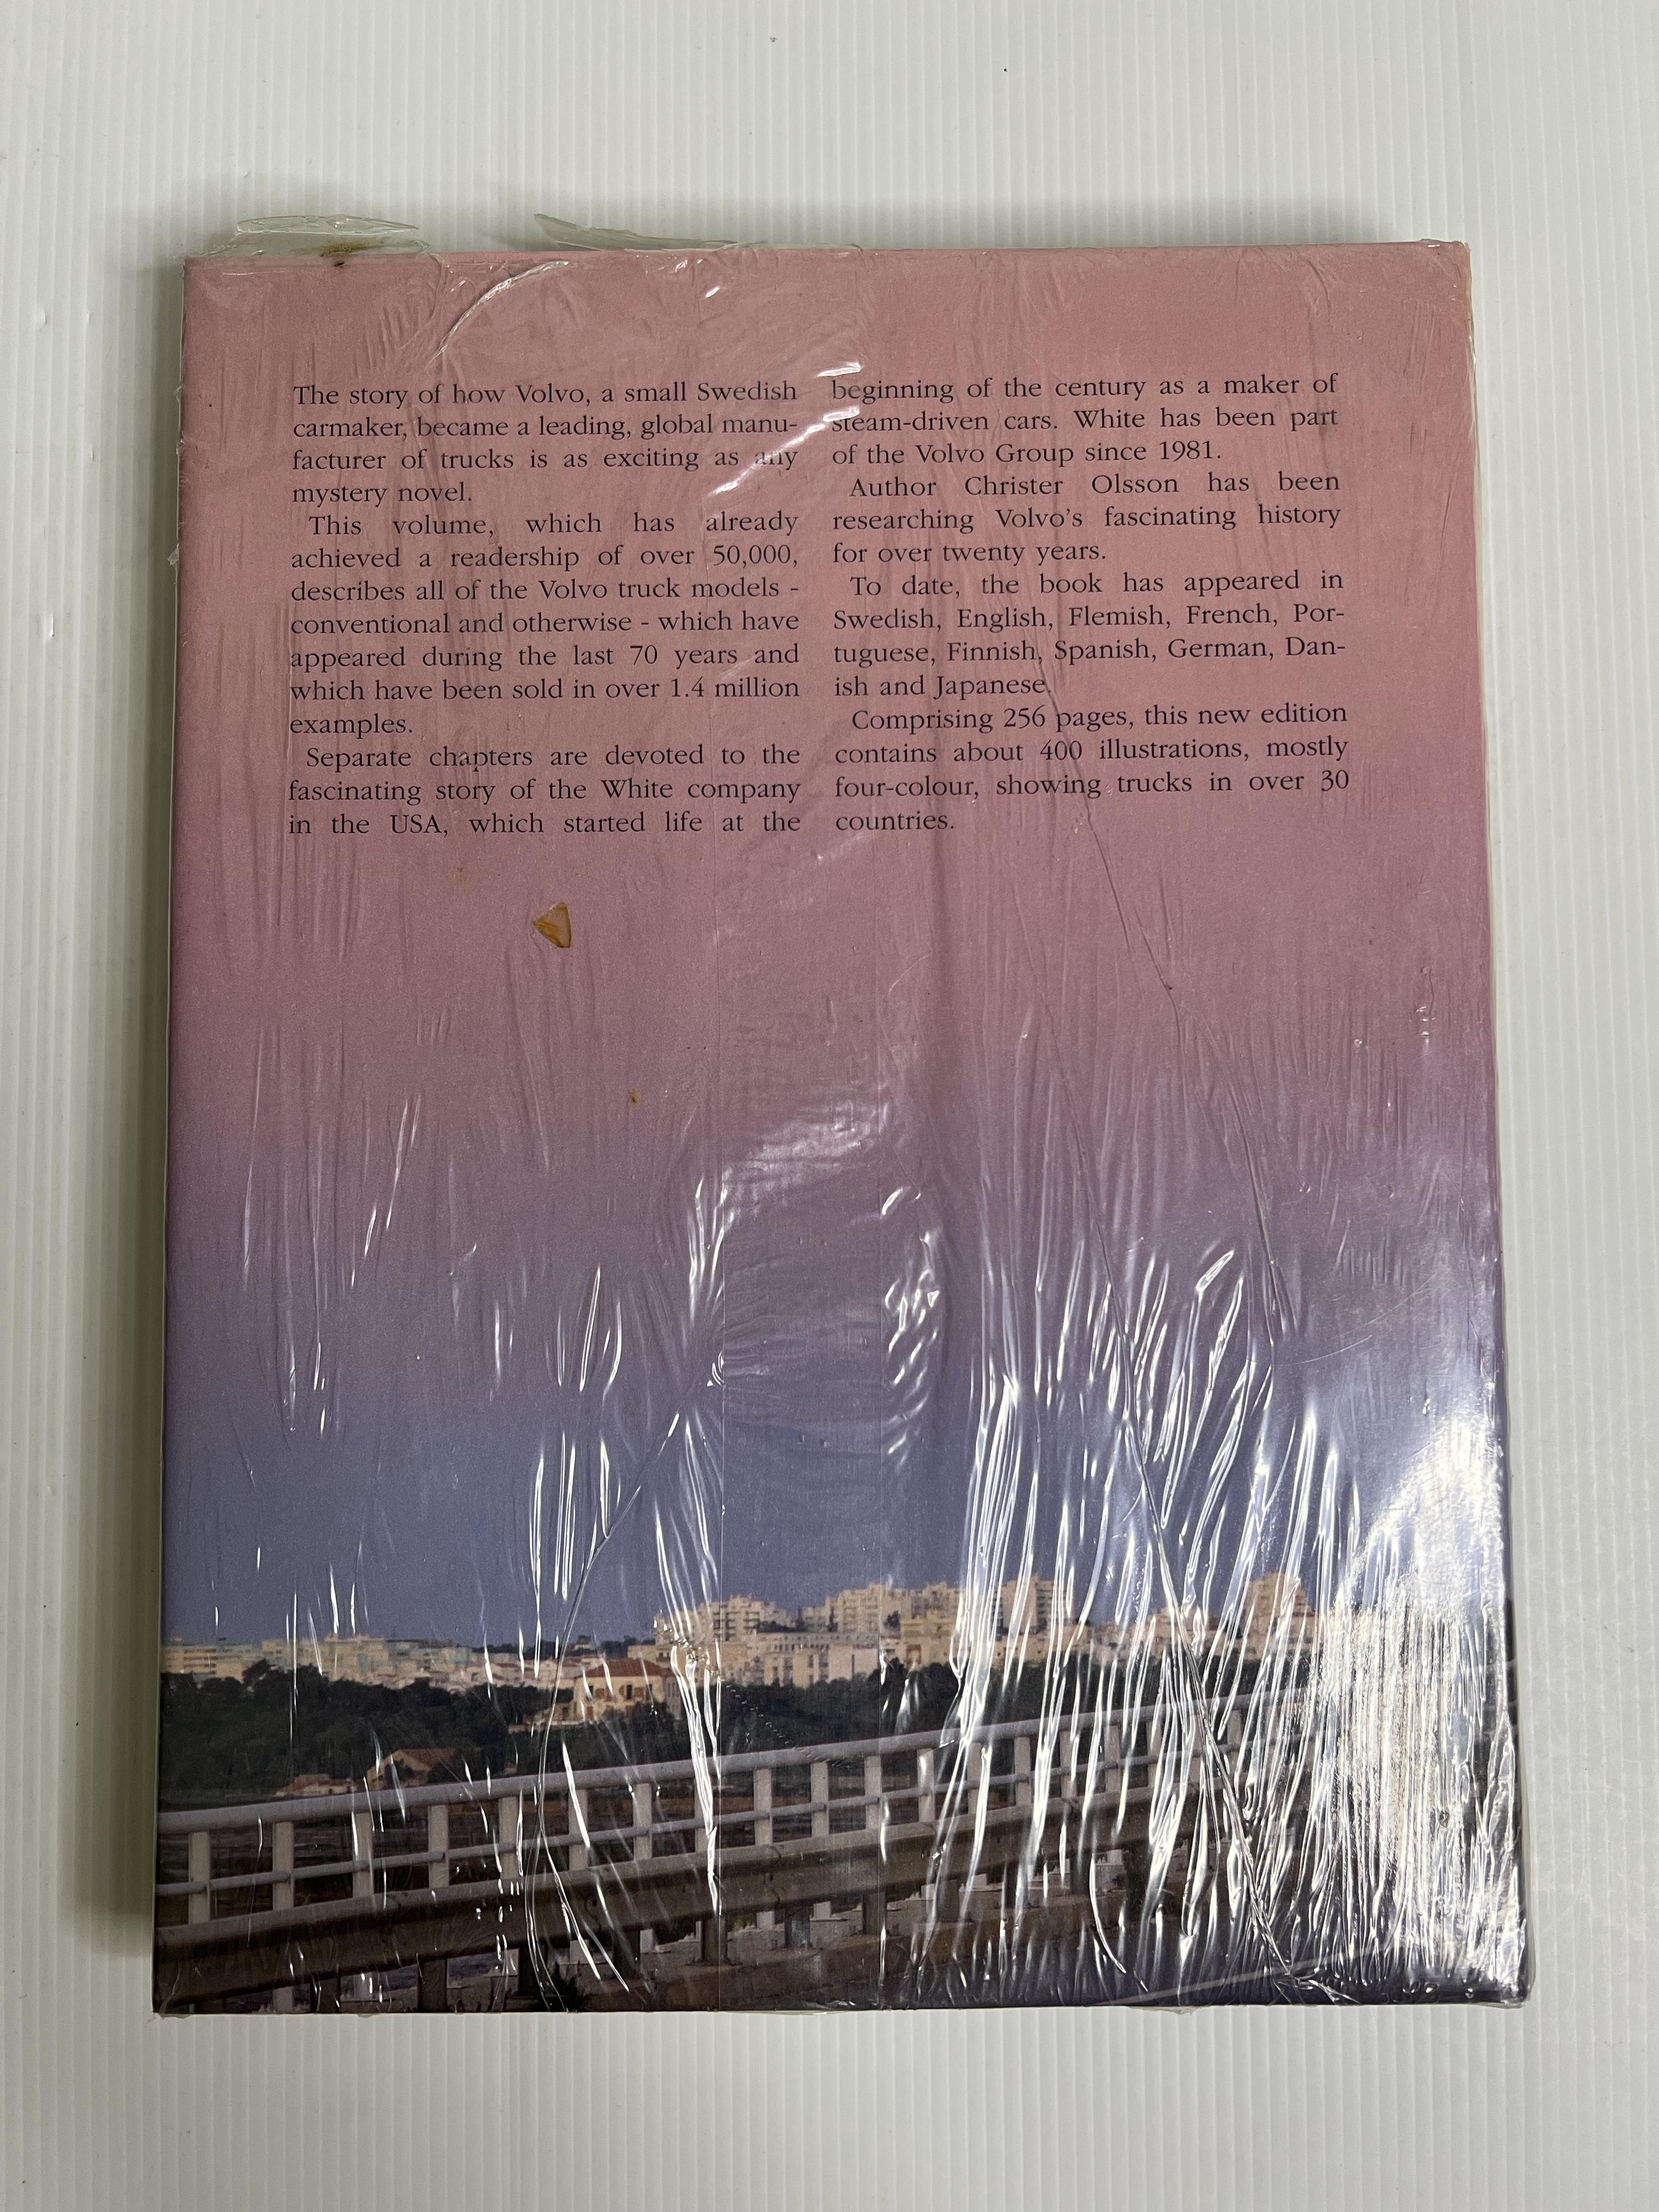 The story of how Volvo, a small Swedish
carmaker, became a leading, global manu-
facturer of trucks is as exciting as any
mystery novel.
This volume, which has already
achieved a readership of over 50,000,
describes all of the Volvo truck models -
conventional and otherwise - which have
appeared during the last 70 years and
which have been sold in over 1.4 million
examples.
Separate chapters are devoted to the
fascinating story of the White company
in the USA, which started life at the
beginning of the century as a maker of
steam-driven cars. White has been part
of the Volvo Group since 1981.
Author Christer Olsson has been
researching Volvo's fascinating history
for over twenty years.
To date, the book has appeared in
Swedish, English, Flemish, French, Por-
tuguese, Finnish, Spanish, German, Dan-
ish and Japanese.
Comprising 256 pages, this new edition
contains about 400 illustrations, mostly
four-colour, showing trucks in over 30
countries.